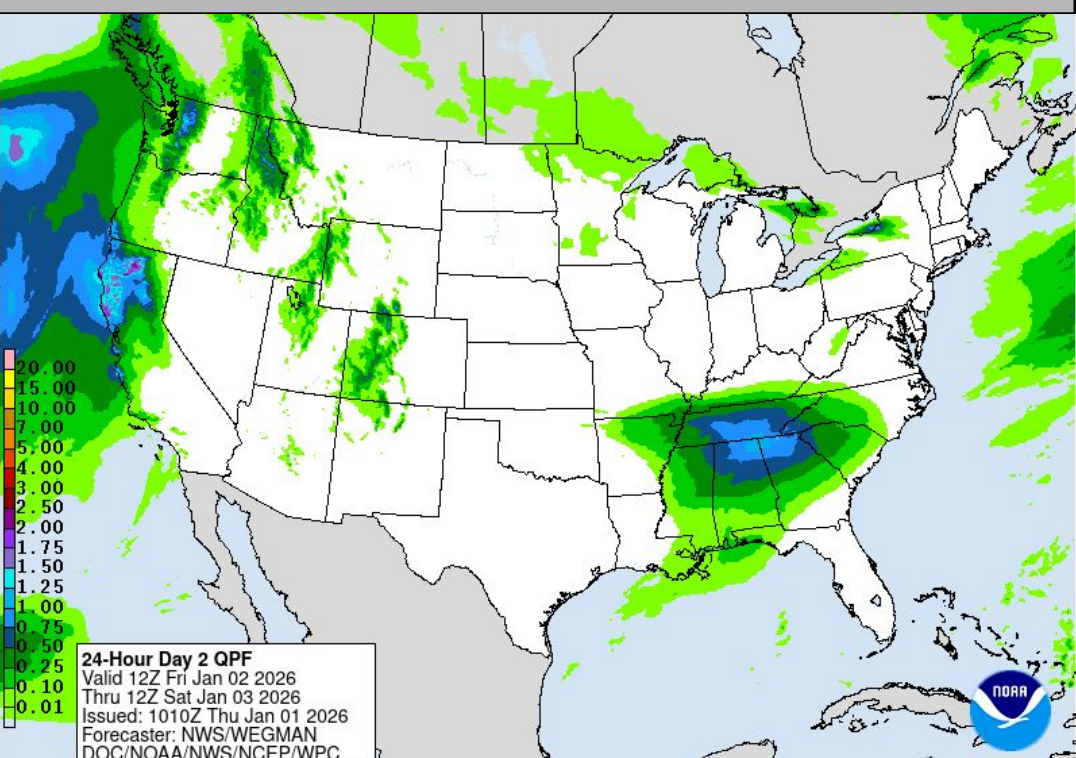 20.00
15.00
10.00
7.00
5.00
4.00
3.00
2.50
2.00
1.75
1.50
1.25
1.00
0.75
0.50
0.25
0.10
0.01
24-Hour Day 2 QPF
Valid 12Z Fri Jan 02 2026
Thru 12Z Sat Jan 03 2026
Issued: 1010Z Thu Jan 01 2026
Forecaster: NWS/WEGMAN
DOC/NOAA/NWS/NCEP/WPC
NOAA